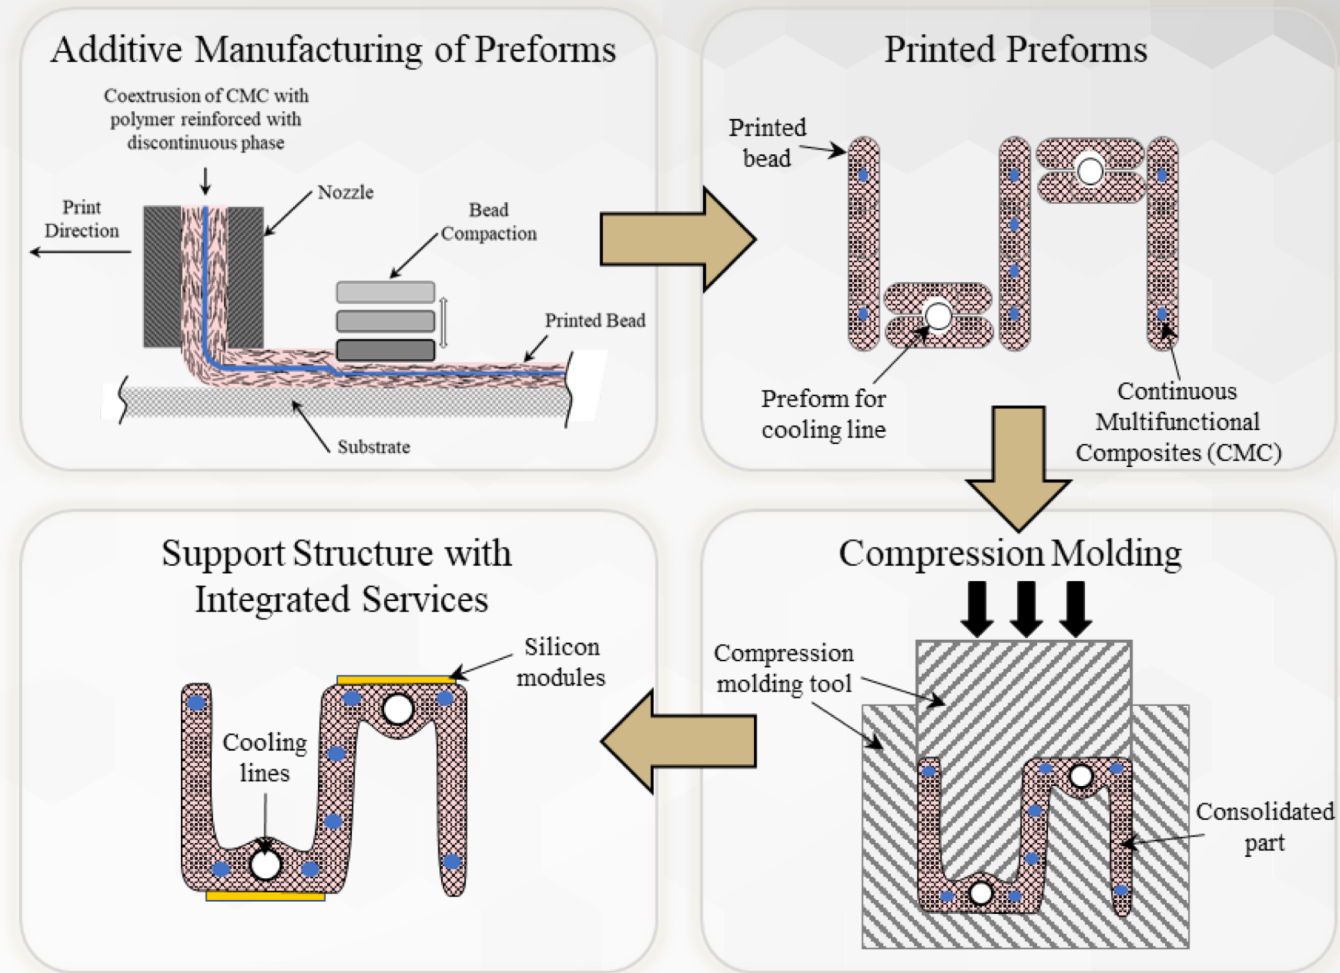 Additive Manufacturing of Preforms
Coextrusion of CMC with
polymer reinforced with
discontinuous phase
Print
Direction
Nozzle
Bead
Compaction
Printed Bead
Substrate
Printed Preforms
Printed
bead
Preform for
cooling line
Continuous
Multifunctional
Composites (CMC)
Support Structure with
Integrated Services
Silicon
modules
Cooling
lines
Compression Molding
Compression
molding tool
Consolidated
part